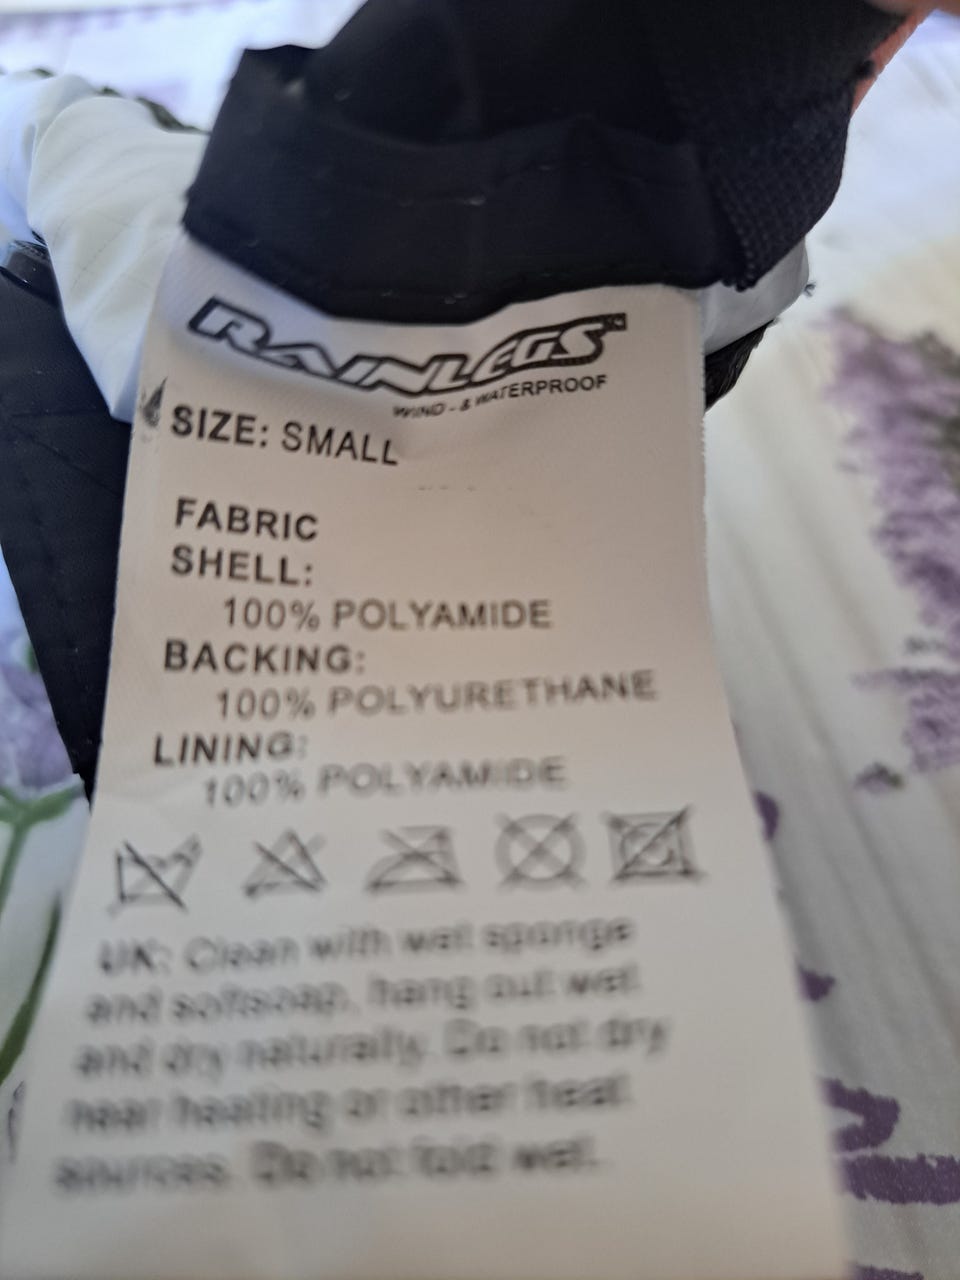 RAINLEGS™
WIND - & WATERPROOF
SIZE: SMALL
FABRIC
SHELL:
100% POLYAMIDE
BACKING:
100% POLYURETHANE
LINING:
100% POLYAMIDE
UK: Clean with wet sponge
and softsoap, hang out wet
and dry naturally. Do not dry
near heating or other heat
sources. Do not fold wet.